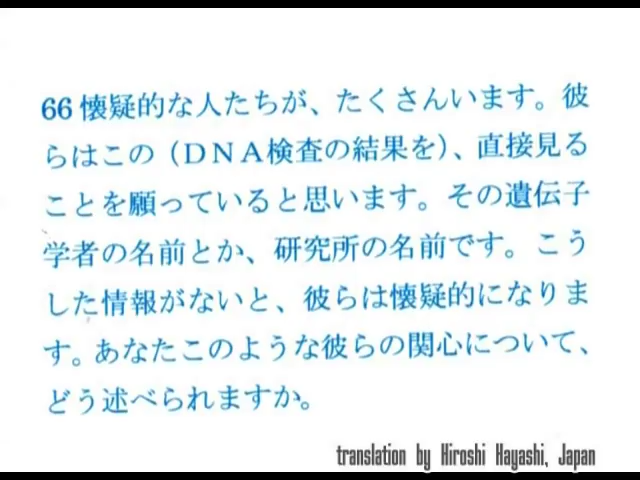 66懐疑的な人たちが、たくさんいます。彼
らはこの（ＤＮＡ検査の結果を）、直接見る
ことを願っていると思います。その遺伝子
学者の名前とか、研究所の名前です。こう
した情報がないと、彼らは懐疑的になりま
す。あなたこのような彼らの関心について、
どう述べられますか。
translation by Hiroshi Hayashi, Japan